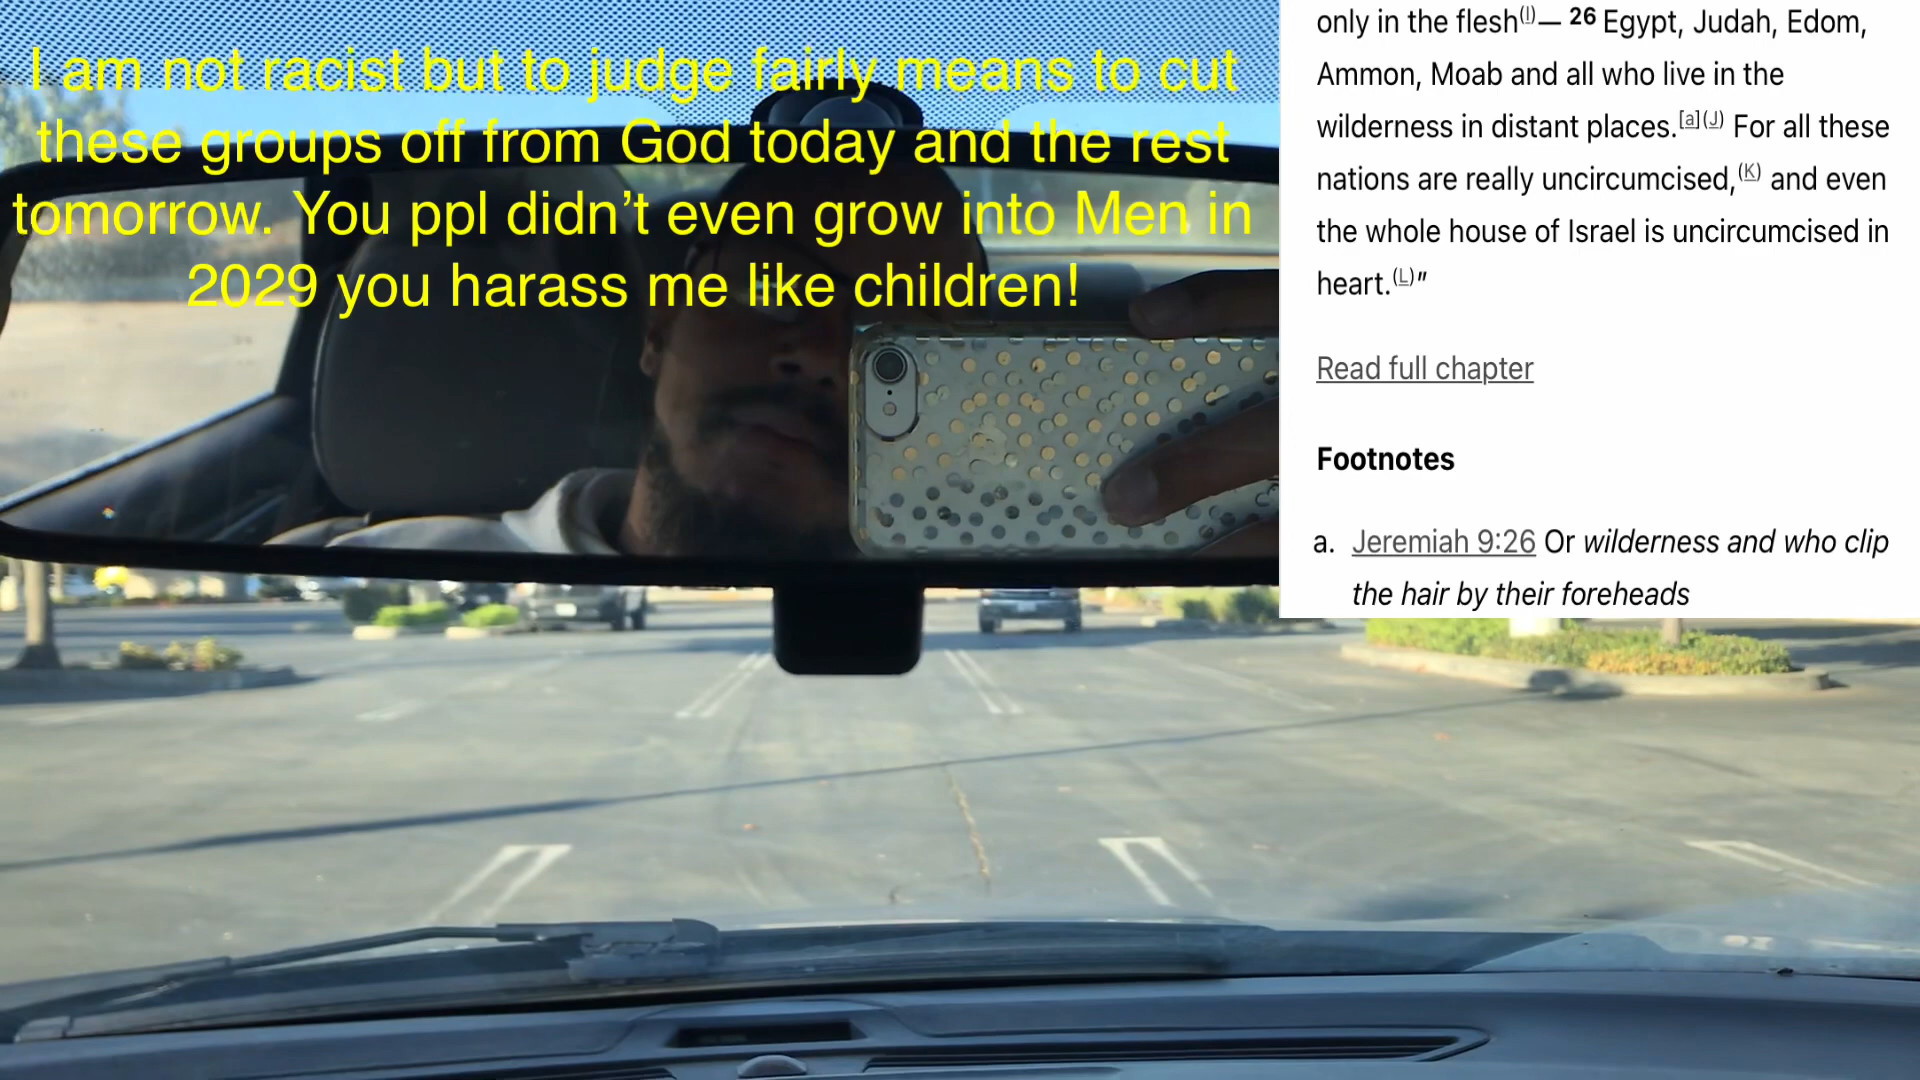 I am not racist but to judge fairly means to cut
these groups off from God today and the rest
tomorrow. You ppl didn’t even grow into Men in
2029 you harass me like children!
only in the flesh(I)— 26 Egypt, Judah, Edom,
Ammon, Moab and all who live in the
wilderness in distant places.[a](J) For all these
nations are really uncircumcised,(K) and even
the whole house of Israel is uncircumcised in
heart.(L)”
Read full chapter
Footnotes
a. Jeremiah 9:26 Or wilderness and who clip
the hair by their foreheads